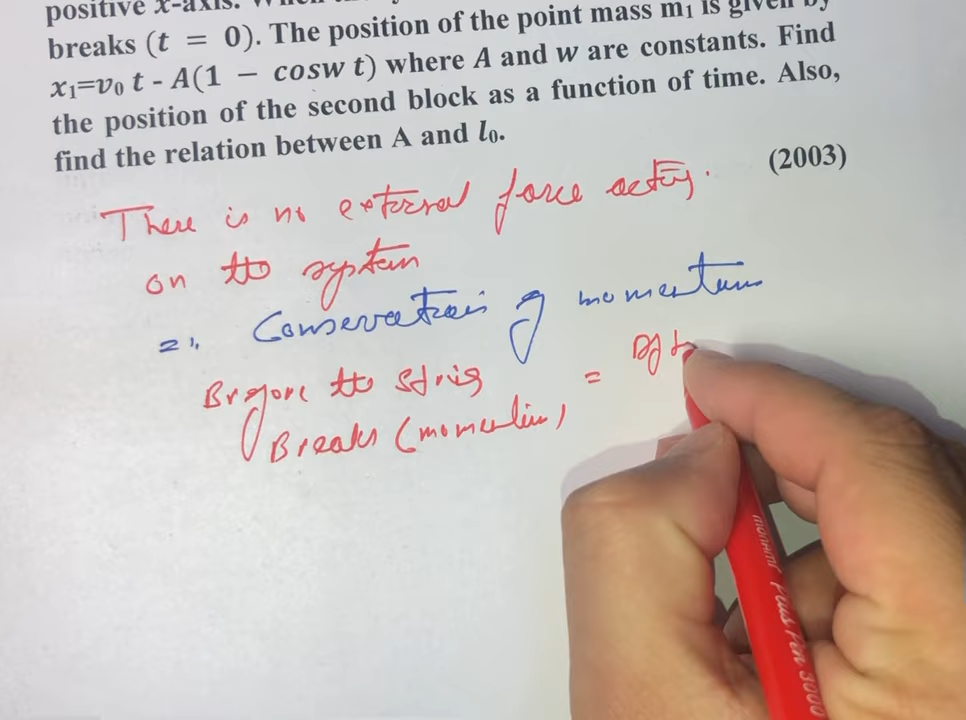 positive x-axis.
breaks (t = 0). The position of the point mass m₁ is given by
x₁=v₀ t - A(1 − cosw t) where A and w are constants. Find
the position of the second block as a function of time. Also,
find the relation between A and l₀.
(2003)
There is no external force acting.
on the system
Conservation of momentum
Before the string =
Breaks (momentum)